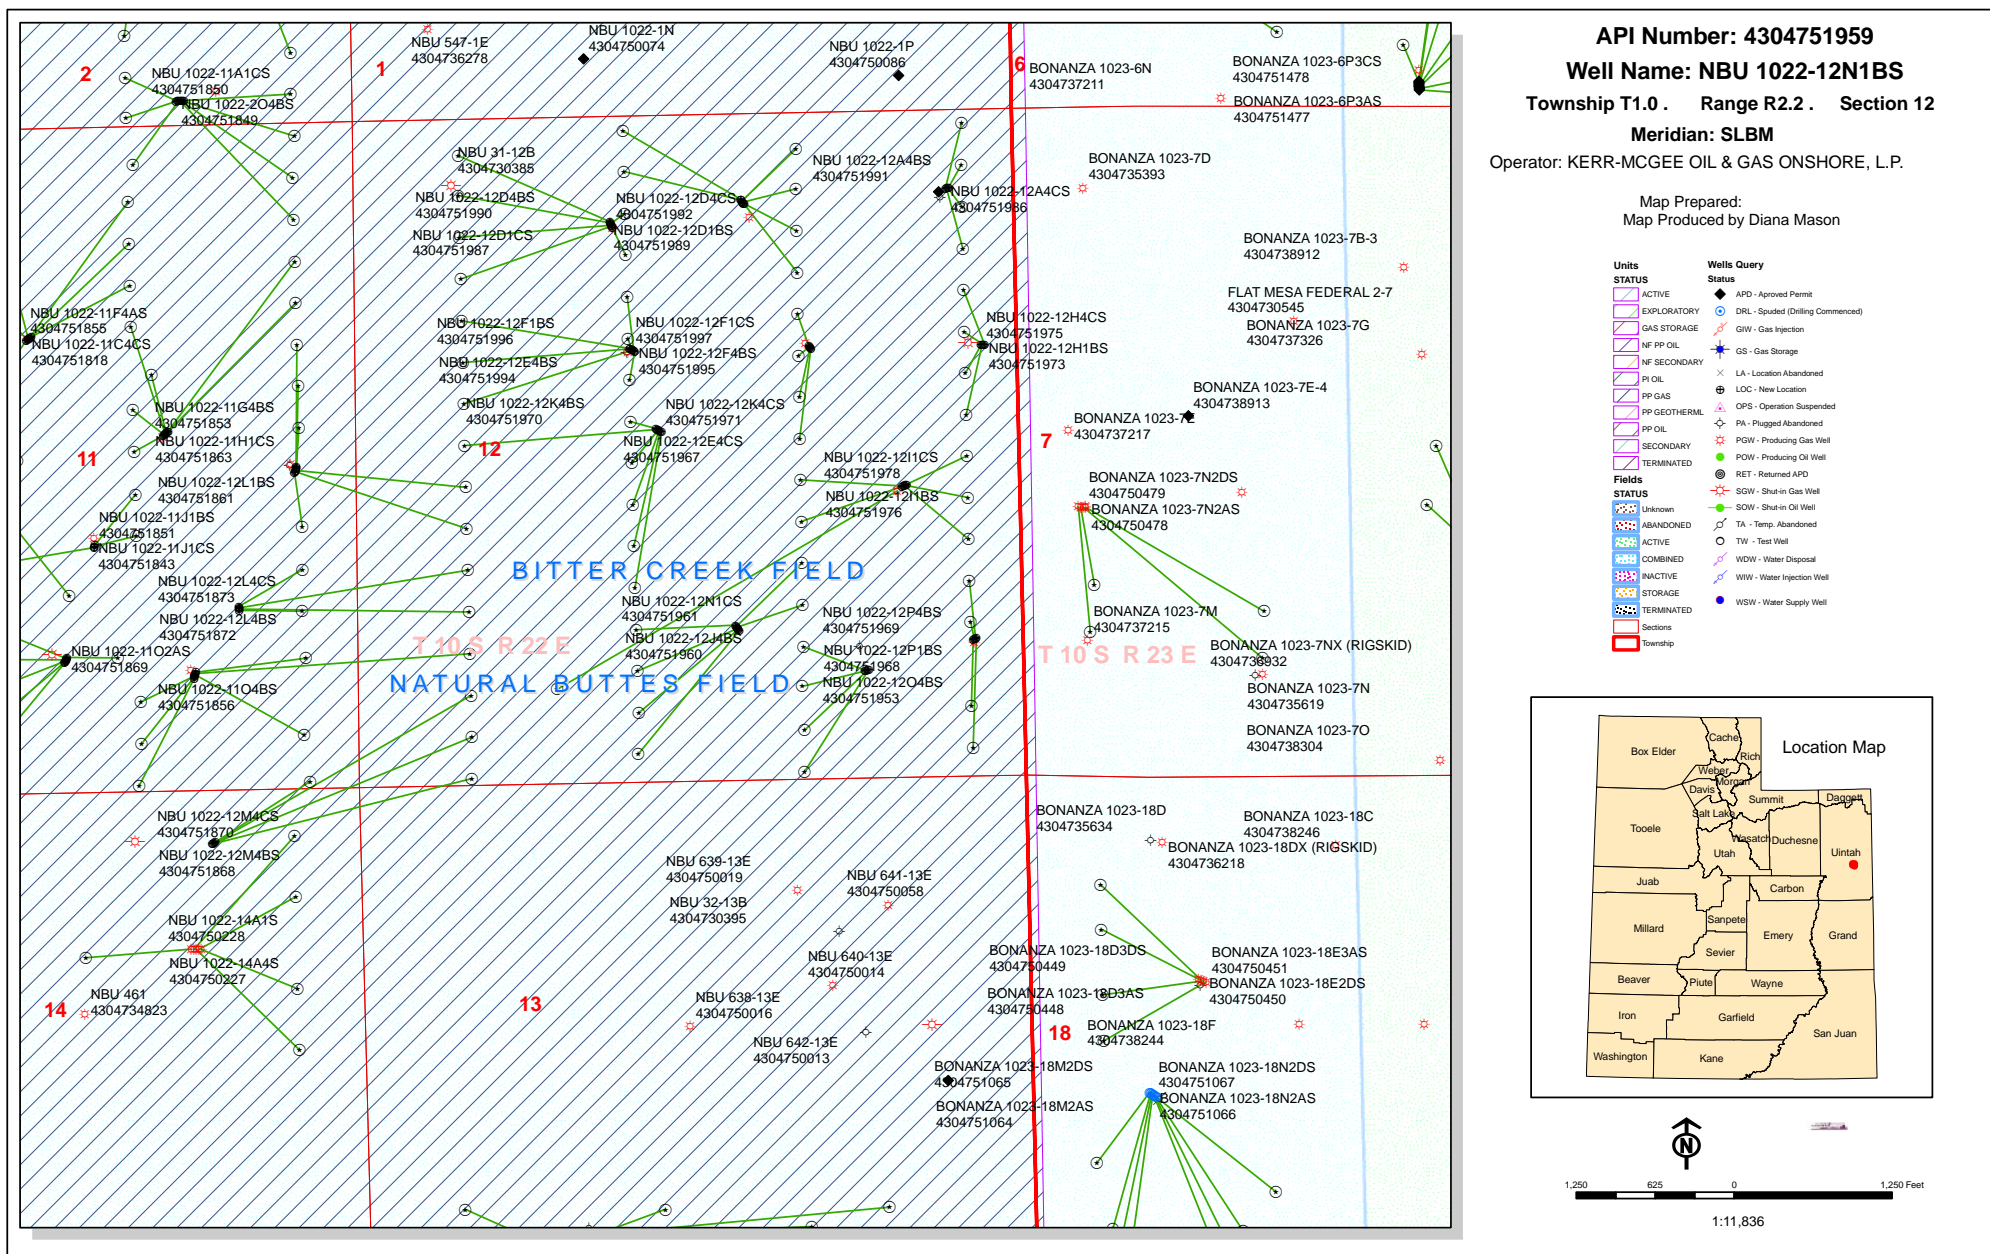 API Number: 4304751959
Well Name: NBU 1022-12N1BS
Township T1.0 . Range R2.2 . Section 12
Meridian: SLBM
Operator: KERR-MCGEE OIL & GAS ONSHORE, L.P.
Map Prepared:
Map Produced by Diana Mason
Units
STATUS
ACTIVE
EXPLORATORY
GAS STORAGE
NF PP OIL
NF SECONDARY
PI OIL
PP GAS
PP GEOTHERML
PP OIL
SECONDARY
TERMINATED
Fields
STATUS
Unknown
ABANDONED
ACTIVE
COMBINED
INACTIVE
STORAGE
TERMINATED
Sections
Township
Wells Query
Status
APD - Aproved Permit
DRL - Spuded (Drilling Commenced)
GIW - Gas Injection
GS - Gas Storage
LA - Location Abandoned
LOC - New Location
OPS - Operation Suspended
PA - Plugged Abandoned
PGW - Producing Gas Well
POW - Producing Oil Well
RET - Returned APD
SGW - Shut-in Gas Well
SOW - Shut-in Oil Well
TA - Temp. Abandoned
TW - Test Well
WDW - Water Disposal
WIW - Water Injection Well
WSW - Water Supply Well
Location Map
Box Elder
Cache
Rich
Weber
Morgan
Davis
Summit
Daggett
Salt Lake
Tooele
Wasatch
Duchesne
Utah
Uintah
Juab
Carbon
Sanpete
Millard
Emery
Grand
Sevier
Beaver
Piute
Wayne
Iron
Garfield
San Juan
Washington
Kane
N
1,250
625
0
1,250 Feet
1:11,836
2
1
6
11
12
7
14
13
18
NBU 547-1E
4304736278
NBU 1022-1N
4304750074
NBU 1022-1P
4304750086
BONANZA 1023-6N
4304737211
BONANZA 1023-6P3CS
4304751478
BONANZA 1023-6P3AS
4304751477
NBU 1022-11A1CS
4304751850
NBU 1022-2O4BS
4304751849
NBU 31-12B
4304730385
NBU 1022-12D4BS
4304751990
NBU 1022-12D1CS
4304751987
NBU 1022-12D4CS
4304751992
NBU 1022-12D1BS
4304751989
NBU 1022-12A4BS
4304751991
NBU 1022-12A4CS
4304751986
BONANZA 1023-7D
4304735393
BONANZA 1023-7B-3
4304738912
FLAT MESA FEDERAL 2-7
4304730545
BONANZA 1023-7G
4304737326
NBU 1022-11F4AS
4304751855
NBU 1022-11C4CS
4304751818
NBU 1022-12F1BS
4304751996
NBU 1022-12E4BS
4304751994
NBU 1022-12F1CS
4304751997
NBU 1022-12F4BS
4304751995
NBU 1022-12H4CS
4304751975
NBU 1022-12H1BS
4304751973
BONANZA 1023-7E-4
4304738913
BONANZA 1023-7E
4304737217
NBU 1022-11G4BS
4304751853
NBU 1022-11H1CS
4304751863
NBU 1022-12K4BS
4304751970
NBU 1022-12K4CS
4304751971
NBU 1022-12E4CS
4304751967
NBU 1022-12I1CS
4304751978
NBU 1022-12I1BS
4304751976
BONANZA 1023-7N2DS
4304750479
BONANZA 1023-7N2AS
4304750478
NBU 1022-12L1BS
4304751861
NBU 1022-11J1BS
4304751851
NBU 1022-11J1CS
4304751843
BITTER CREEK FIELD
NBU 1022-12L4CS
4304751873
NBU 1022-12L4BS
4304751872
NBU 1022-12N1CS
4304751961
NBU 1022-12J4BS
4304751960
NBU 1022-12P4BS
4304751969
NBU 1022-12P1BS
4304751968
NBU 1022-12O4BS
4304751953
T 10 S R 22 E
T 10 S R 23 E
NATURAL BUTTES FIELD
BONANZA 1023-7M
4304737215
BONANZA 1023-7NX (RIGSKID)
4304736932
BONANZA 1023-7N
4304735619
BONANZA 1023-7O
4304738304
NBU 1022-11O2AS
4304751869
NBU 1022-11O4BS
4304751856
NBU 1022-12M4CS
4304751870
NBU 1022-12M4BS
4304751868
BONANZA 1023-18D
4304735634
BONANZA 1023-18C
4304738246
BONANZA 1023-18DX (RIGSKID)
4304736218
NBU 639-13E
4304750019
NBU 641-13E
4304750058
NBU 32-13B
4304730395
NBU 1022-14A1S
4304750228
NBU 1022-14A4S
4304750227
NBU 461
4304734823
NBU 640-13E
4304750014
NBU 638-13E
4304750016
NBU 642-13E
4304750013
BONANZA 1023-18D3DS
4304750449
BONANZA 1023-18D3AS
4304750448
BONANZA 1023-18E3AS
4304750451
BONANZA 1023-18E2DS
4304750450
BONANZA 1023-18F
4304738244
BONANZA 1023-18M2DS
4304751065
BONANZA 1023-18M2AS
4304751064
BONANZA 1023-18N2DS
4304751067
BONANZA 1023-18N2AS
4304751066